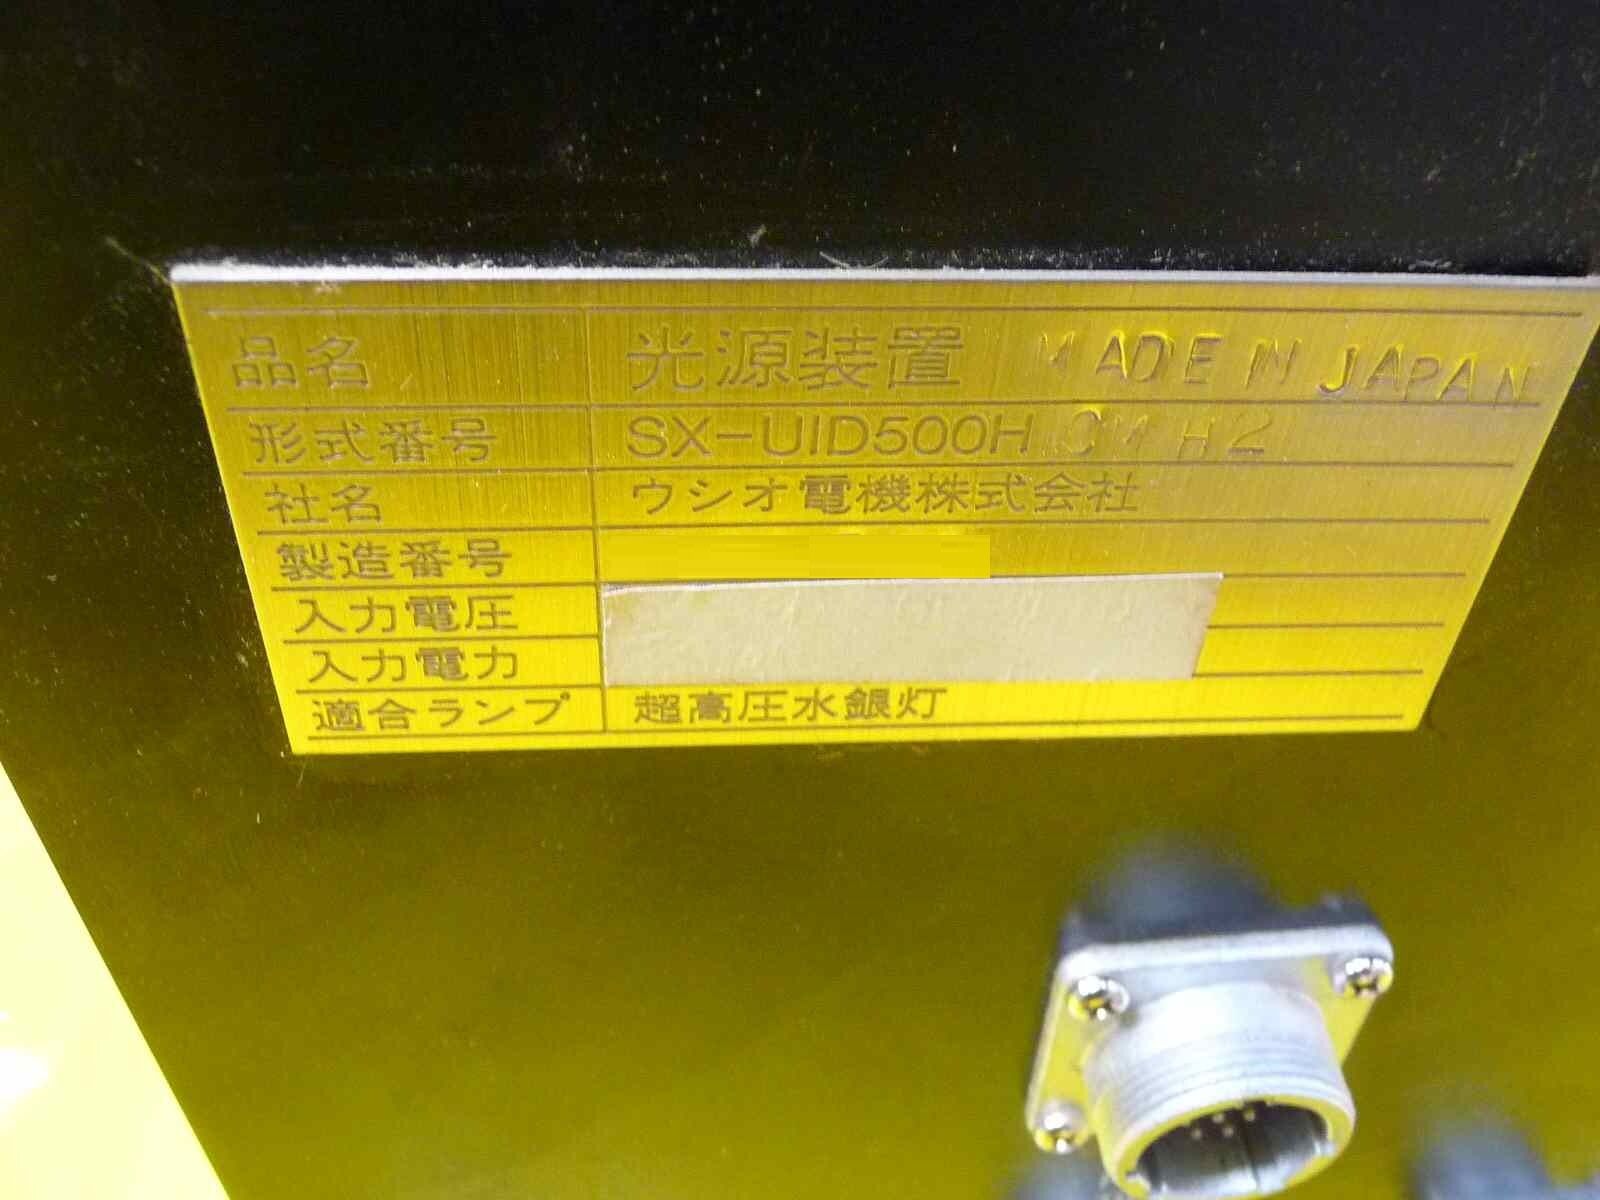 品名 光源装置 MADE IN JAPAN
形式番号 SX-UID500H CM H2
社名 ウシオ電機株式会社
製造番号
入力電圧
入力電力
適合ランプ 超高圧水銀灯